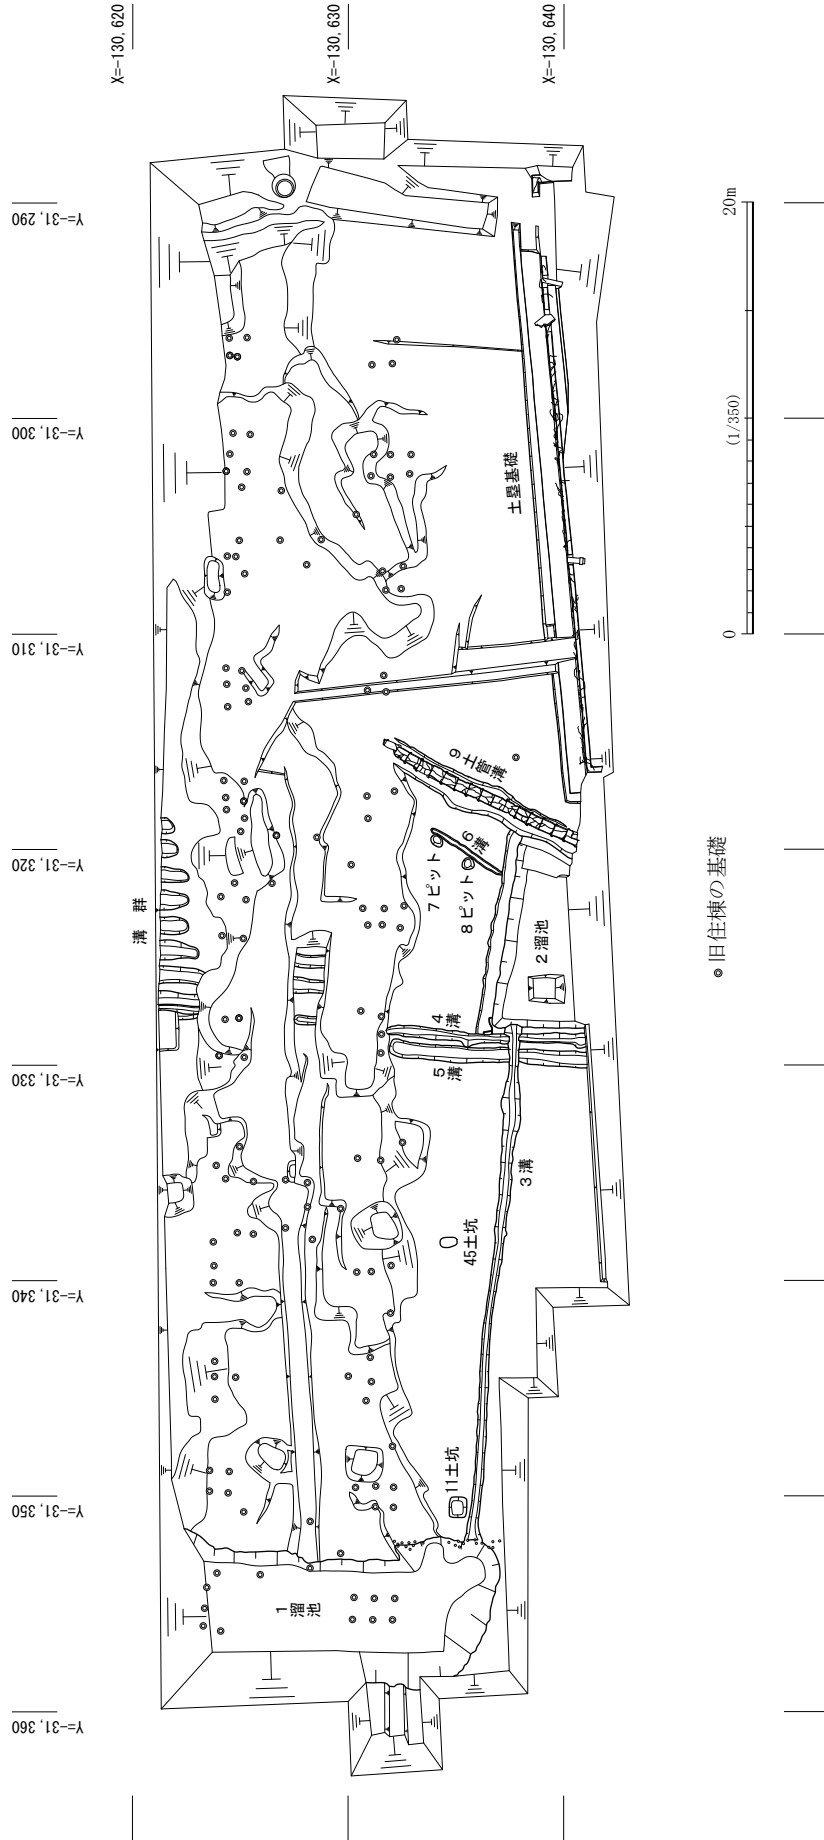 X=-130, 620
X=-130, 630
X=-130, 640
Y=-31, 290
Y=-31, 300
Y=-31, 310
Y=-31, 320
Y=-31, 330
Y=-31, 340
Y=-31, 350
Y=-31, 360
20m
(1/350)
0
土塁基礎
溝 群
9土管溝
6溝
7ピット
8ピット
2溜池
4溝
5溝
3溝
45土坑
11土坑
1溜池
旧住棟の基礎